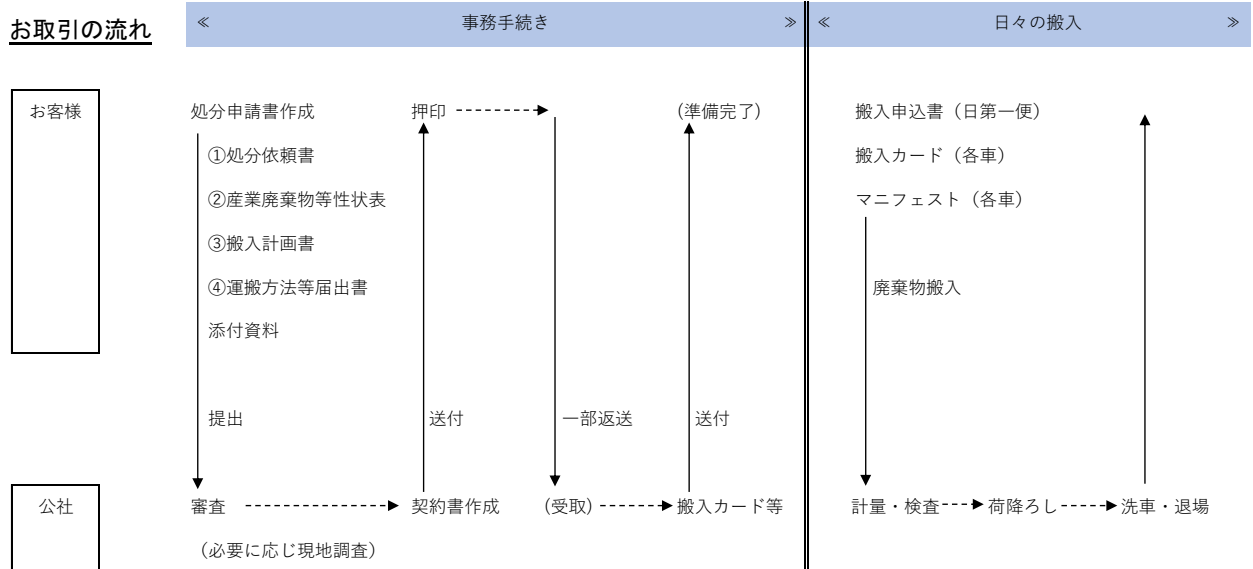 お取引の流れ
≪ 事務手続き ≫ ≪ 日々の搬入 ≫
お客様 処分申請書作成 押印 (準備完了) 搬入申込書（日第一便）
①処分依頼書 搬入カード（各車）
②産業廃棄物等性状表 マニフェスト（各車）
③搬入計画書
④運搬方法等届出書 廃棄物搬入
添付資料
提出 送付 一部返送 送付
公社 審査 契約書作成 (受取) 搬入カード等 計量・検査 荷降ろし 洗車・退場
（必要に応じ現地調査）